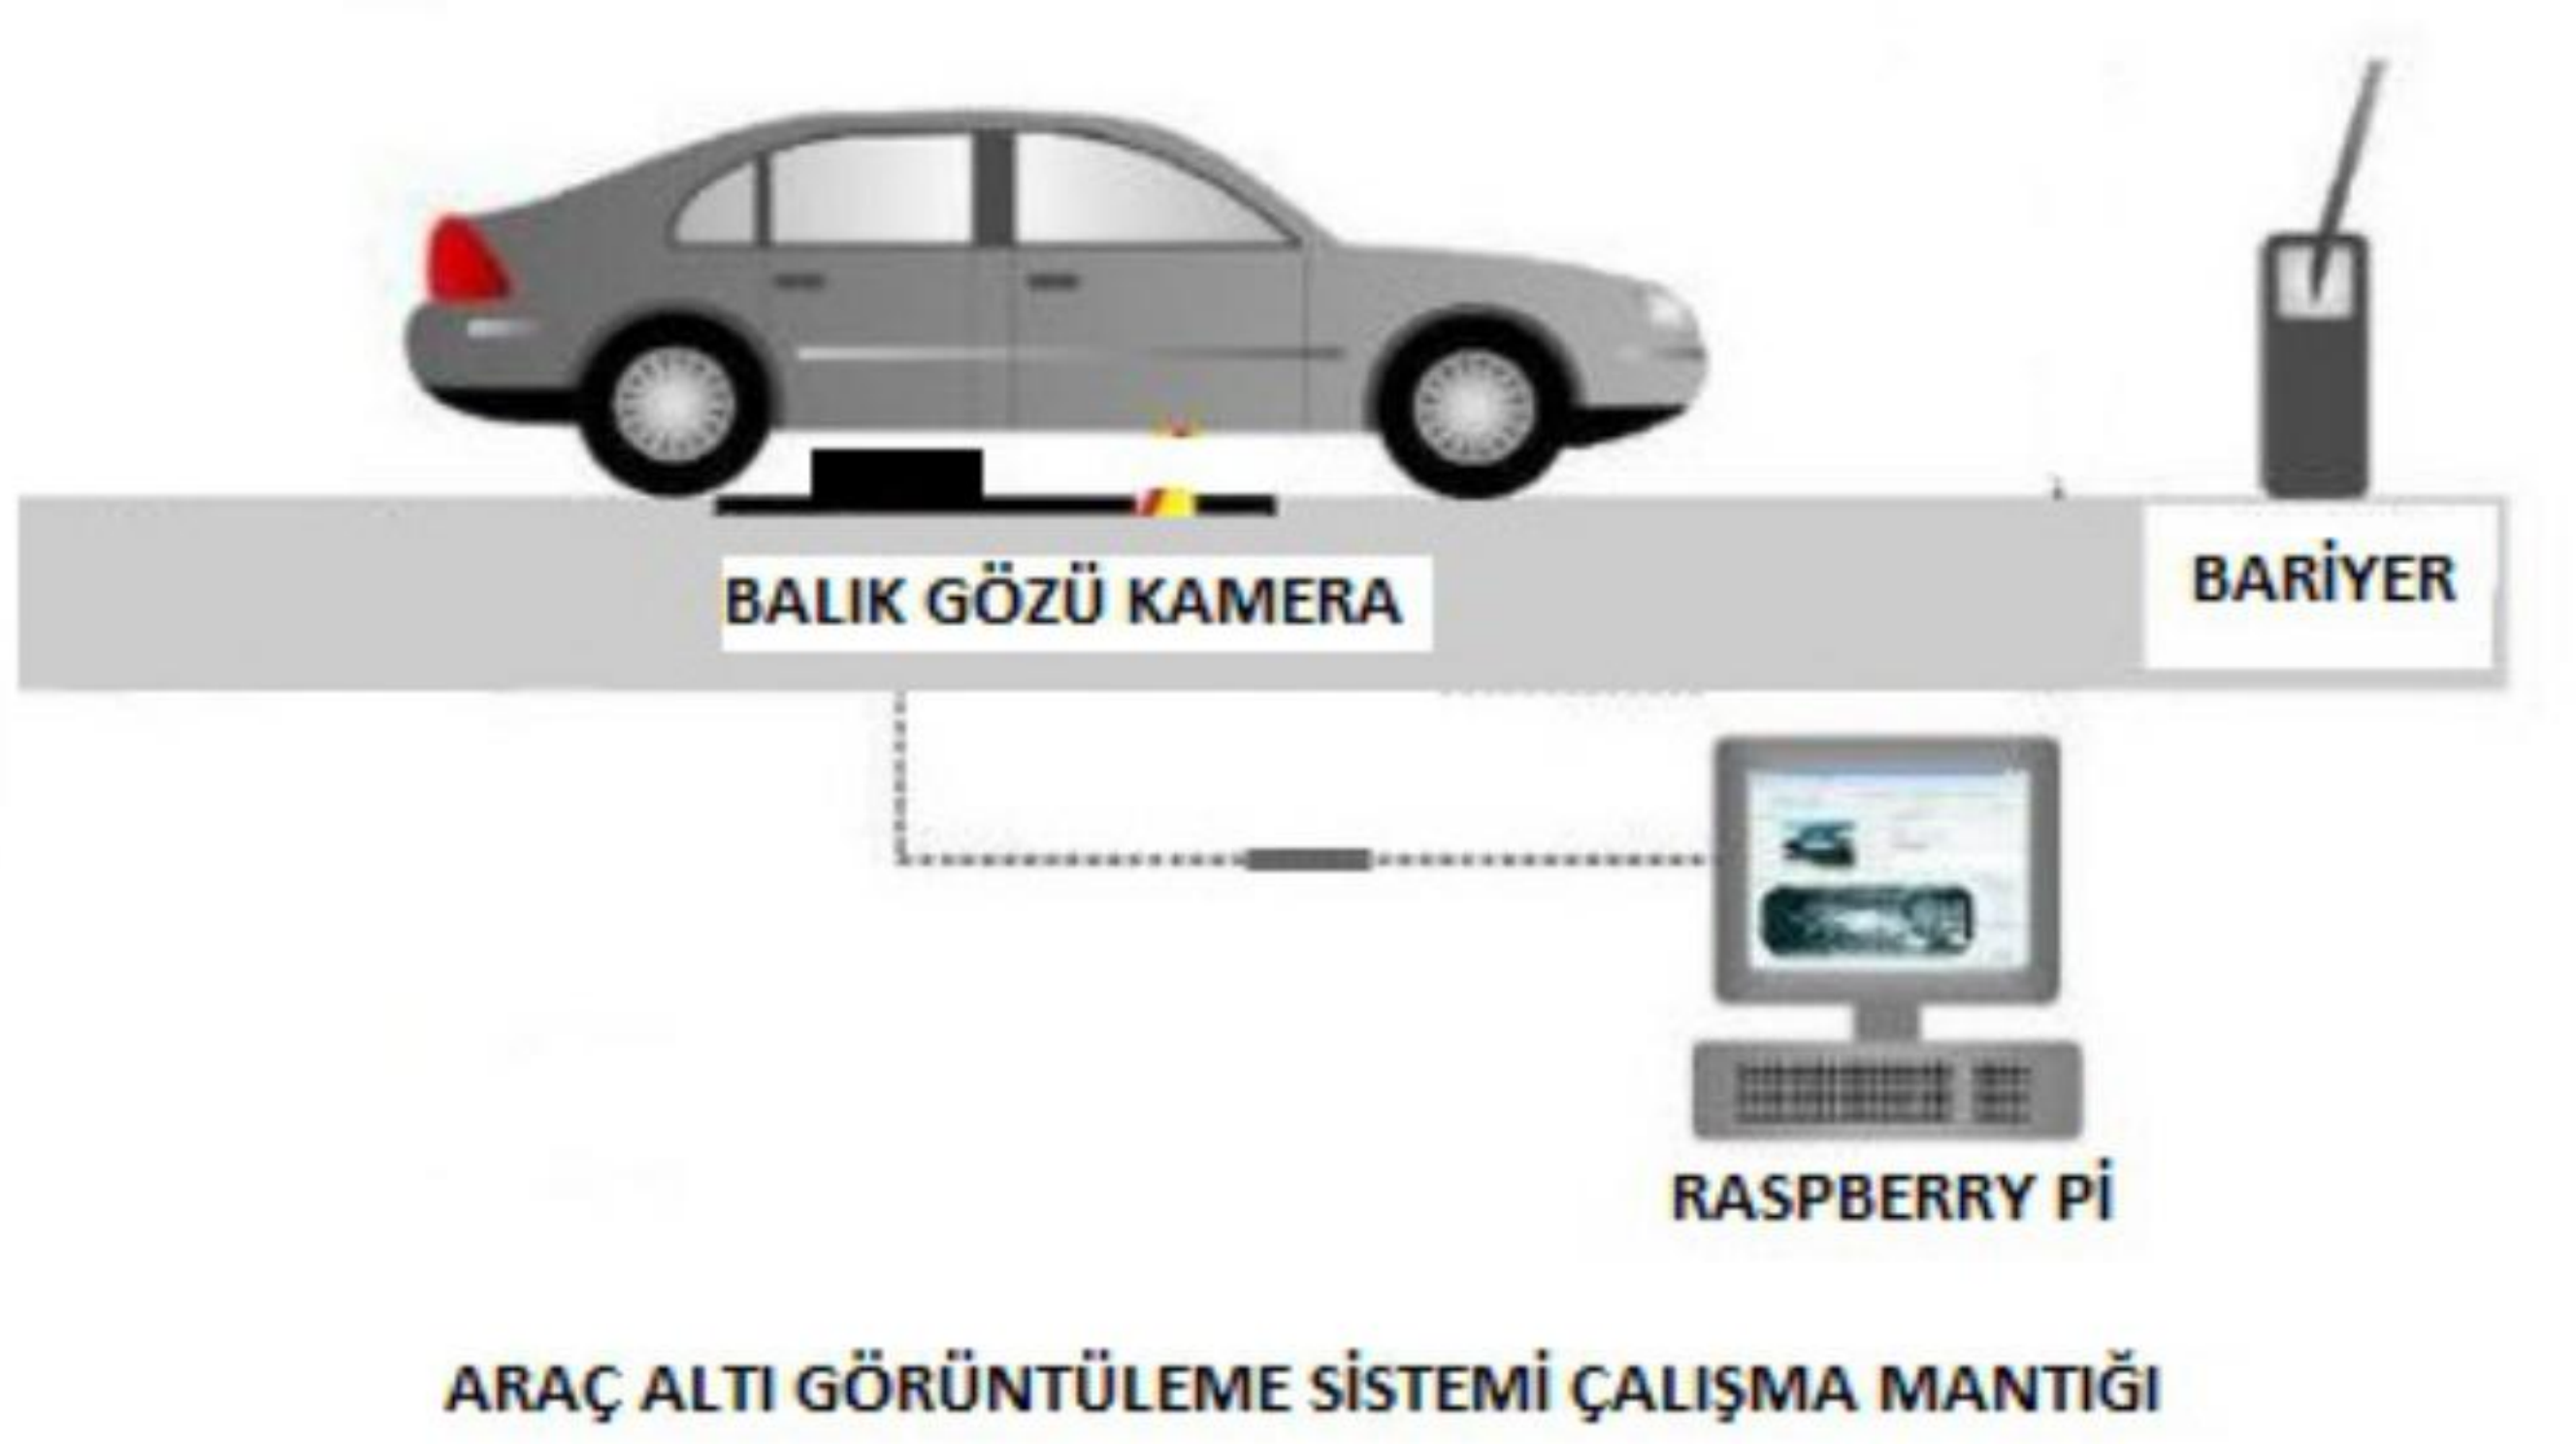 BALIK GÖZÜ KAMERA
BARİYER
RASPBERRY Pİ
ARAÇ ALTI GÖRÜNTÜLEME SİSTEMİ ÇALIŞMA MANTIĞI